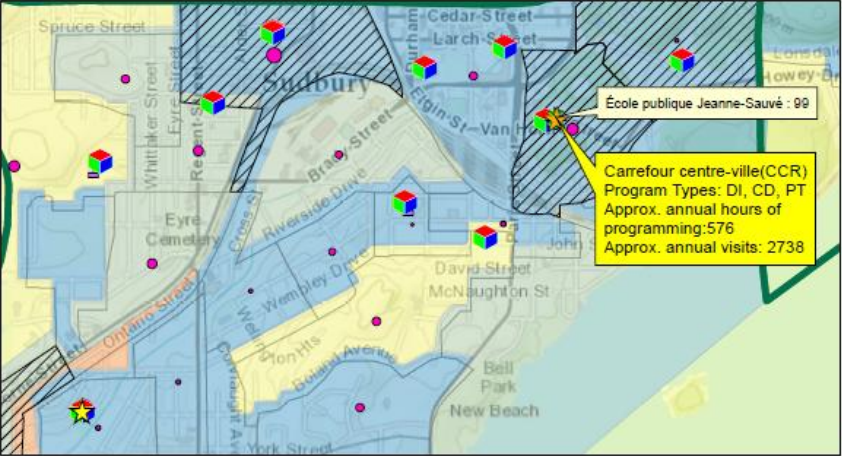 Spruce Street
Cedar Street
Larch Street
Durham
Lonsdale
Howey-Dr
Sudbury
Whittaker Street
Eyre Street
Regent-St
Elgin-St
Van H
École publique Jeanne-Sauvé : 99
Brady-Street
Carrefour centre-ville(CCR)
Program Types: DI, CD, PT
Approx. annual hours of
programming:576
Approx. annual visits: 2738
Eyre
Cemetery
Cross St
Riverside Drive
John S
David Street
McNaughton St
Wembley Drive
Ontario Street
Boland Avenue
Connaught Av
Bell
Park
New Beach
York Street